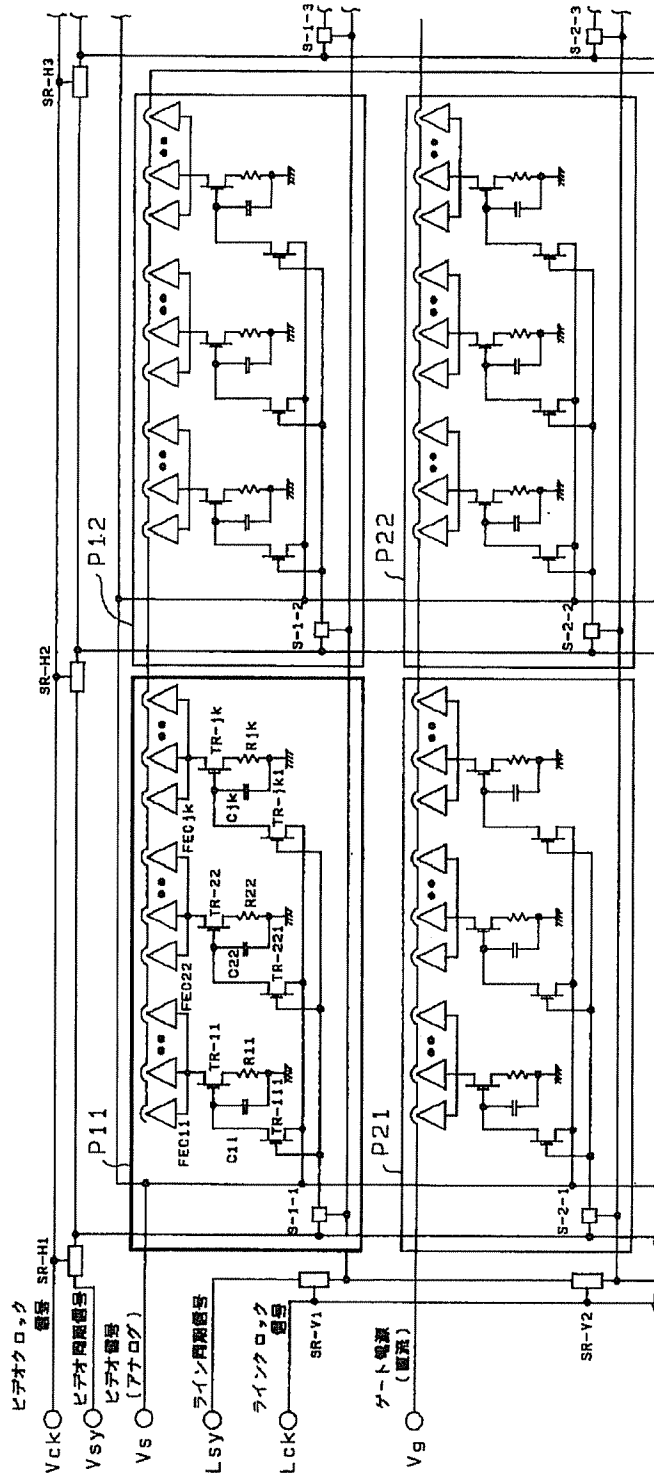 ビデオクロック
信号
Vck
ビデオ同期信号
Vsy
ビデオ信号
(アナログ)
Vs
ライン同期信号
Lsy
ラインクロック
信号
Lck
ゲート電源
(直流)
Vg
SR-H1
SR-H2
SR-H3
SR-V1
SR-V2
P11
FEC11
FEC22
FECjk
TR-11
TR-22
TR-jk
R11
R22
Rjk
C11
C22
Cjk
TR-111
TR-221
TR-jk1
S-1-1
P12
S-1-2
S-1-3
P21
S-2-1
P22
S-2-2
S-2-3